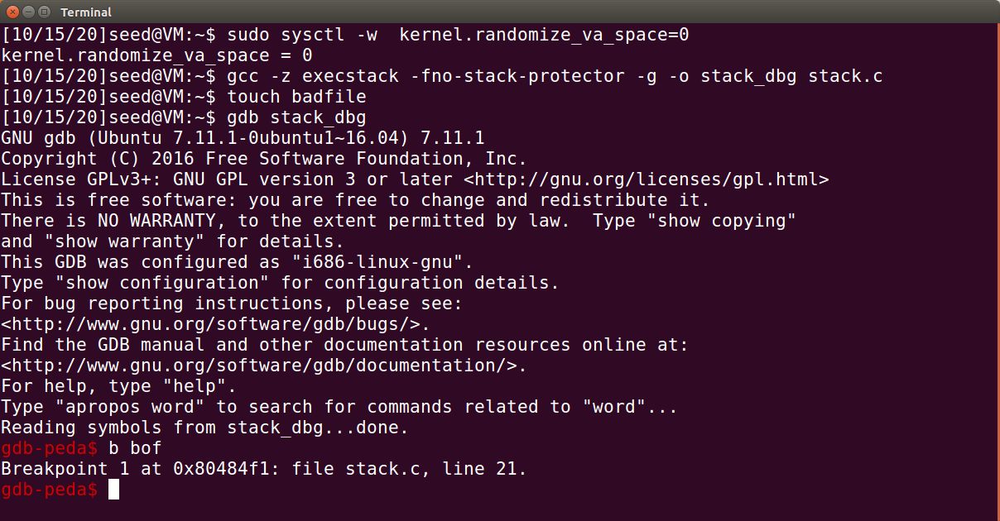 Terminal
[10/15/20]seed@VM:~$ sudo sysctl -w  kernel.randomize_va_space=0
kernel.randomize_va_space = 0
[10/15/20]seed@VM:~$ gcc -z execstack -fno-stack-protector -g -o stack_dbg stack.c
[10/15/20]seed@VM:~$ touch badfile
[10/15/20]seed@VM:~$ gdb stack_dbg
GNU gdb (Ubuntu 7.11.1-0ubuntu1~16.04) 7.11.1
Copyright (C) 2016 Free Software Foundation, Inc.
License GPLv3+: GNU GPL version 3 or later <http://gnu.org/licenses/gpl.html>
This is free software: you are free to change and redistribute it.
There is NO WARRANTY, to the extent permitted by law.  Type "show copying"
and "show warranty" for details.
This GDB was configured as "i686-linux-gnu".
Type "show configuration" for configuration details.
For bug reporting instructions, please see:
<http://www.gnu.org/software/gdb/bugs/>.
Find the GDB manual and other documentation resources online at:
<http://www.gnu.org/software/gdb/documentation/>.
For help, type "help".
Type "apropos word" to search for commands related to "word"...
Reading symbols from stack_dbg...done.
gdb-peda$ b bof
Breakpoint 1 at 0x80484f1: file stack.c, line 21.
gdb-peda$